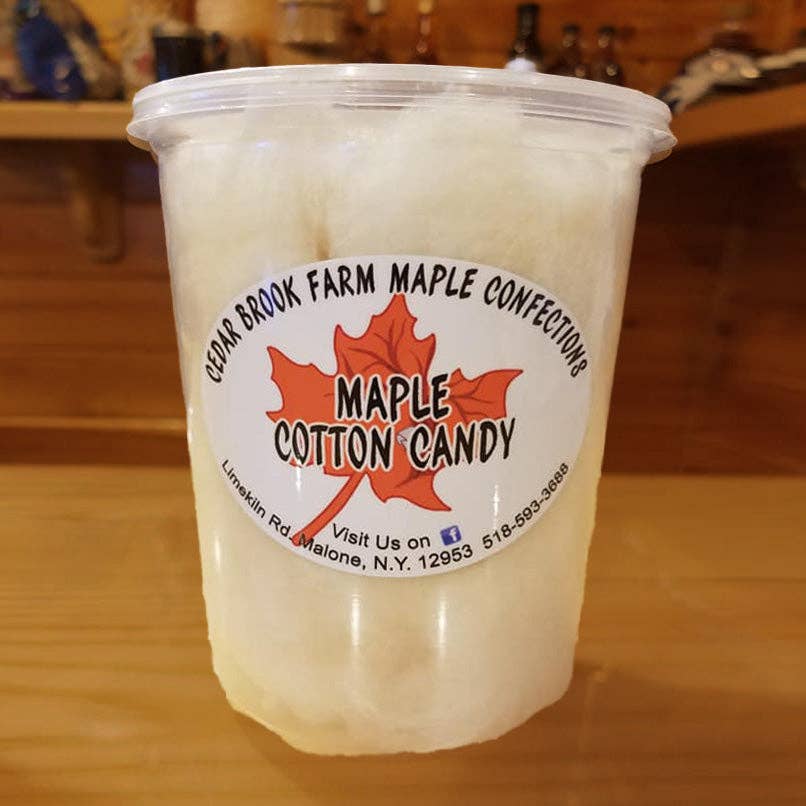 CEDAR BROOK FARM MAPLE CONFECTIONS
MAPLE
COTTON CANDY
Visit Us on f
Limekiln Rd. Malone, N.Y. 12953 518-593-3688